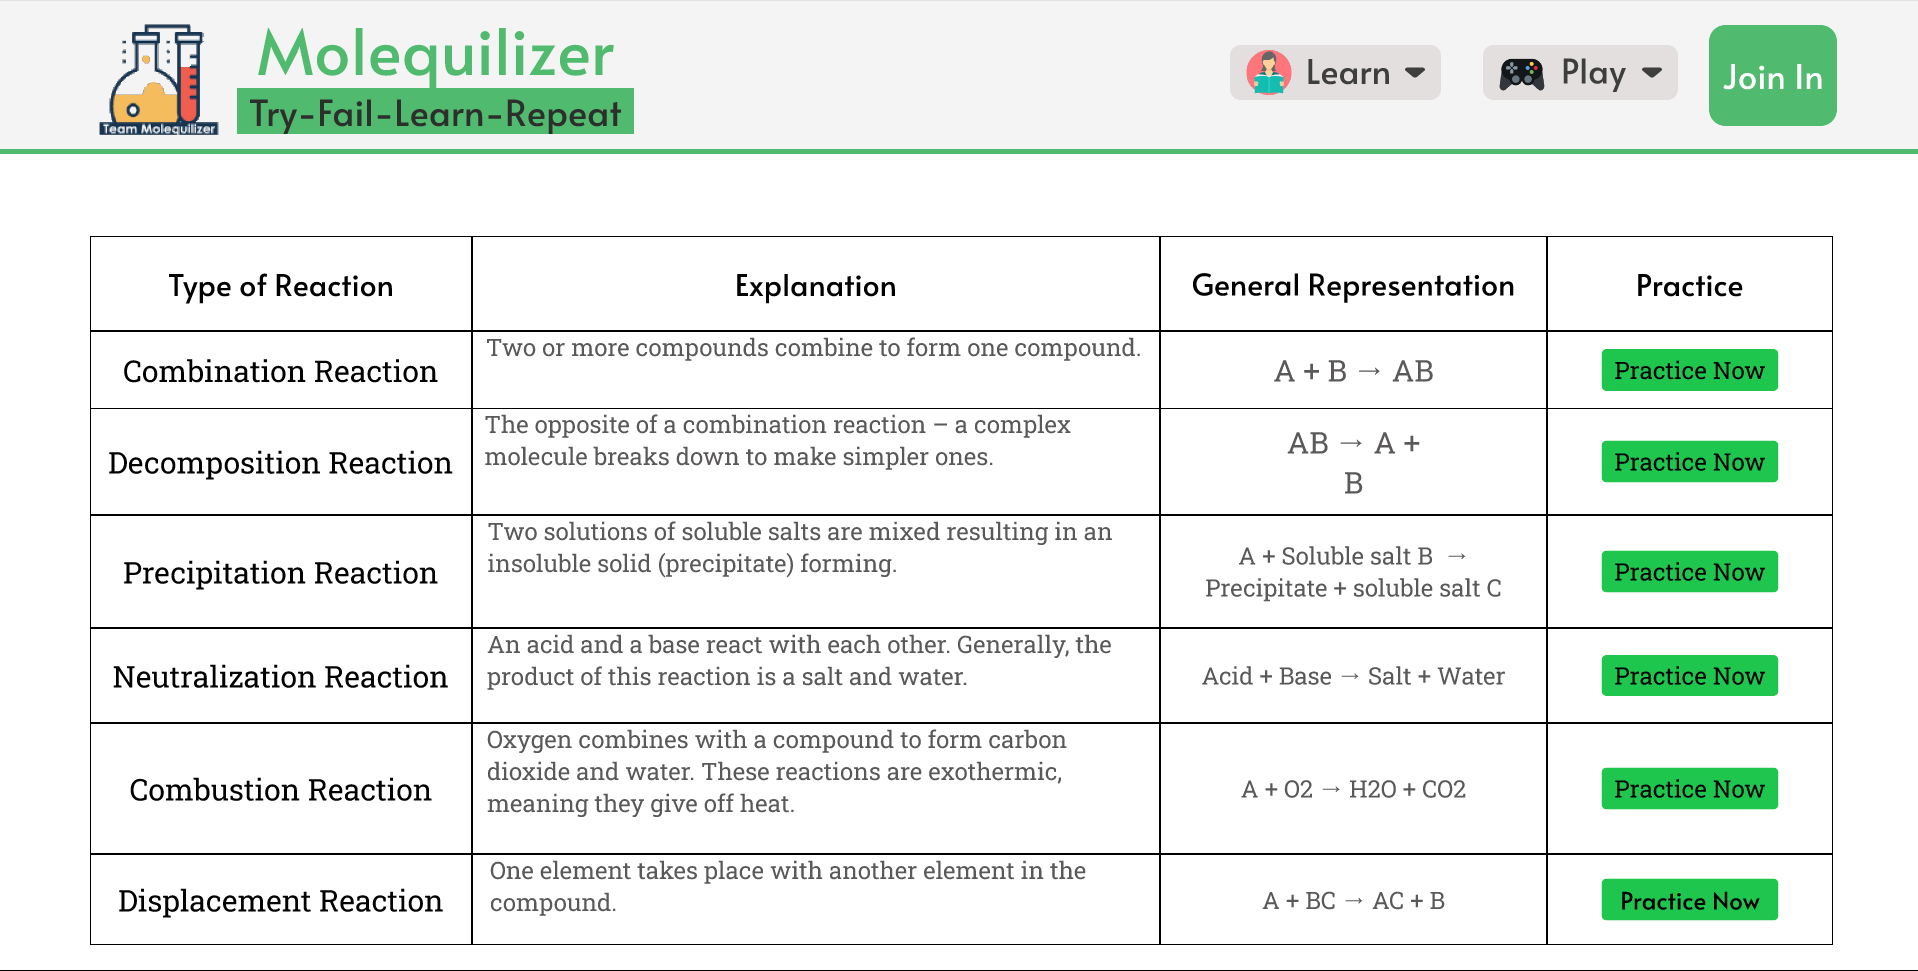 Team Molequilizer
Molequilizer
Try-Fail-Learn-Repeat
Learn
Play
Join In
Type of Reaction
Explanation
General Representation
Practice
Combination Reaction
Two or more compounds combine to form one compound.
A + B → AB
Practice Now
Decomposition Reaction
The opposite of a combination reaction – a complex
molecule breaks down to make simpler ones.
AB → A +
B
Practice Now
Precipitation Reaction
Two solutions of soluble salts are mixed resulting in an
insoluble solid (precipitate) forming.
A + Soluble salt B →
Precipitate + soluble salt C
Practice Now
Neutralization Reaction
An acid and a base react with each other. Generally, the
product of this reaction is a salt and water.
Acid + Base → Salt + Water
Practice Now
Combustion Reaction
Oxygen combines with a compound to form carbon
dioxide and water. These reactions are exothermic,
meaning they give off heat.
A + O2 → H2O + CO2
Practice Now
Displacement Reaction
One element takes place with another element in the
compound.
A + BC → AC + B
Practice Now